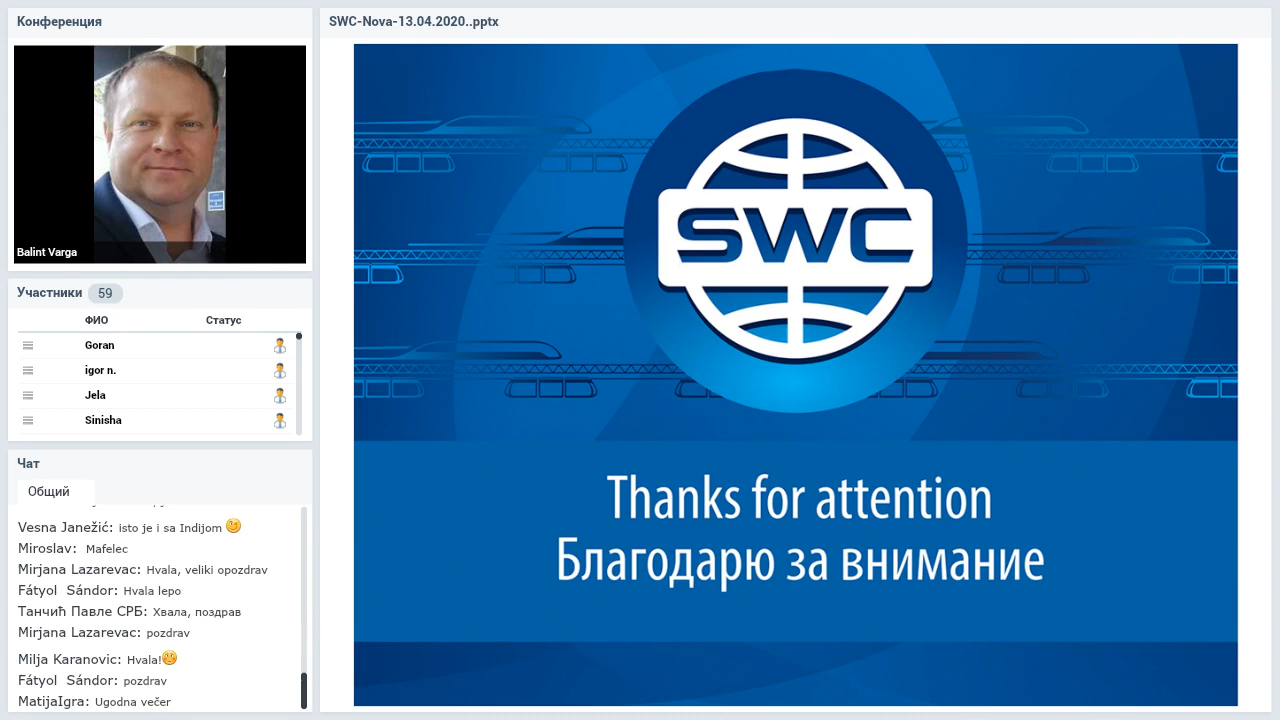 Конференция
Balint Varga
Участники 59
ФИО Статус
Goran
igor n.
Jela
Sinisha
Чат
Общий
Vesna Janežić: isto je i sa Indijom
Miroslav: Mafelec
Mirjana Lazarevac: Hvala, veliki opozdrav
Fátyol Sándor: Hvala lepo
Танчић Павле СРБ: Хвала, поздрав
Mirjana Lazarevac: pozdrav
Milja Karanovic: Hvala!
Fátyol Sándor: pozdrav
MatijaIgra: Ugodna večer
SWC-Nova-13.04.2020..pptx
SWC
Thanks for attention
Благодарю за внимание